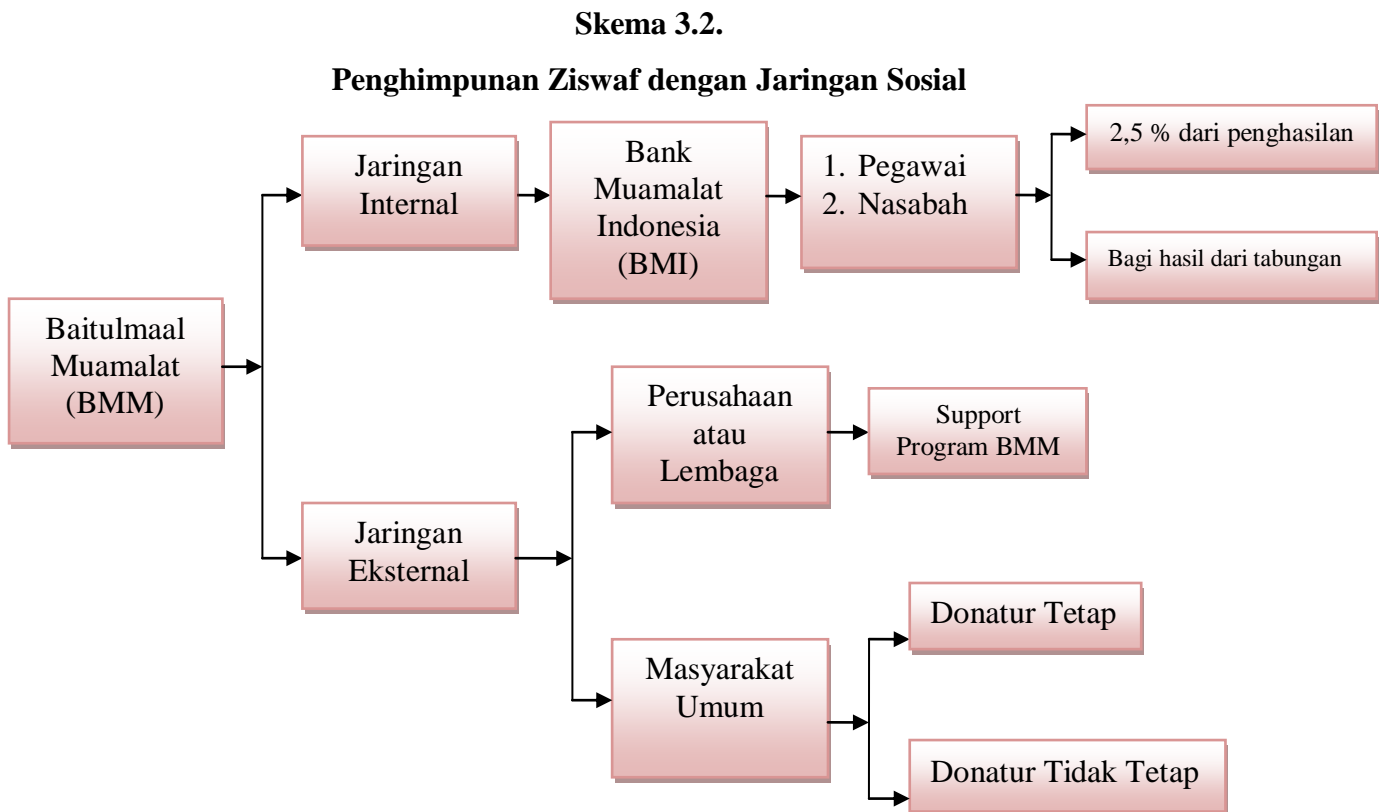 Skema 3.2.
Penghimpunan Ziswaf dengan Jaringan Sosial
Baitulmaal
Muamalat
(BMM)
Jaringan
Internal
Bank
Muamalat
Indonesia
(BMI)
1. Pegawai
2. Nasabah
2,5 % dari penghasilan
Bagi hasil dari tabungan
Jaringan
Eksternal
Perusahaan
atau
Lembaga
Support
Program BMM
Masyarakat
Umum
Donatur Tetap
Donatur Tidak Tetap